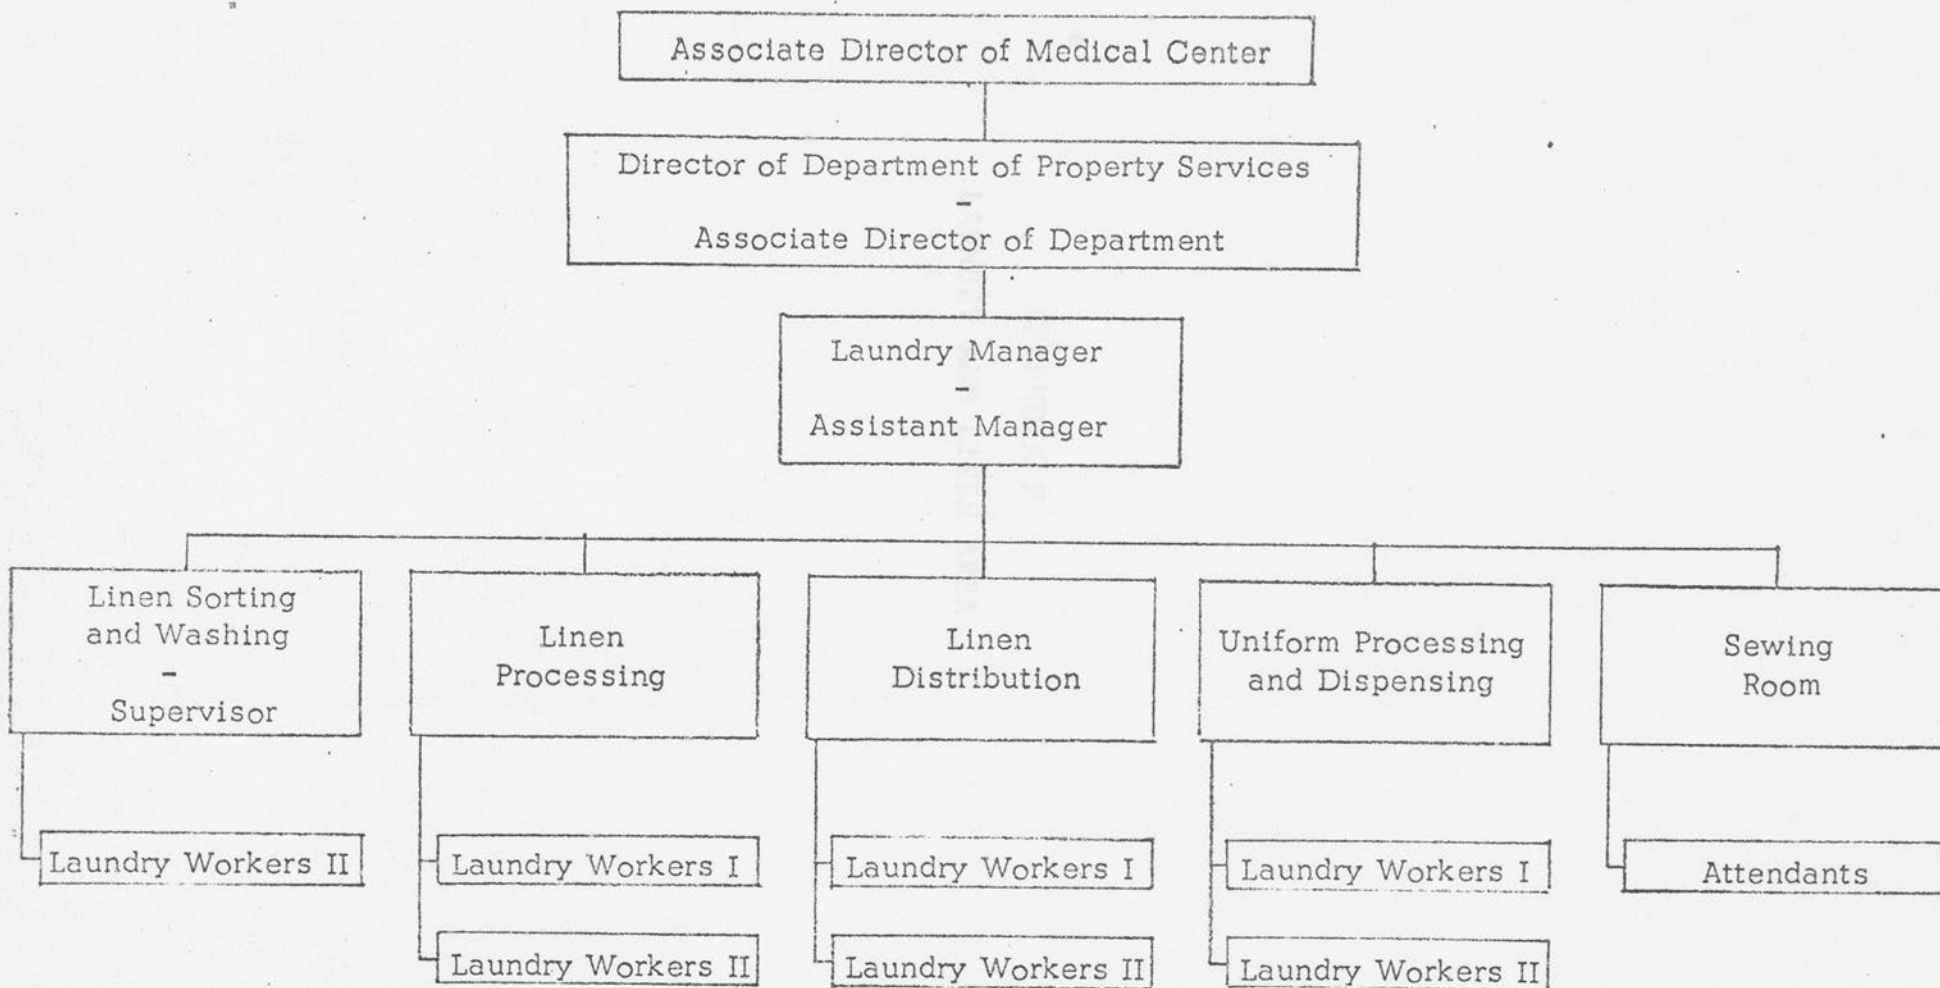 Associate Director of Medical Center
Director of Department of Property Services
-
Associate Director of Department
Laundry Manager
-
Assistant Manager
Linen Sorting
and Washing
-
Supervisor
Linen
Processing
Linen
Distribution
Uniform Processing
and Dispensing
Sewing
Room
Laundry Workers II
Laundry Workers I
Laundry Workers I
Laundry Workers I
Attendants
Laundry Workers II
Laundry Workers II
Laundry Workers II